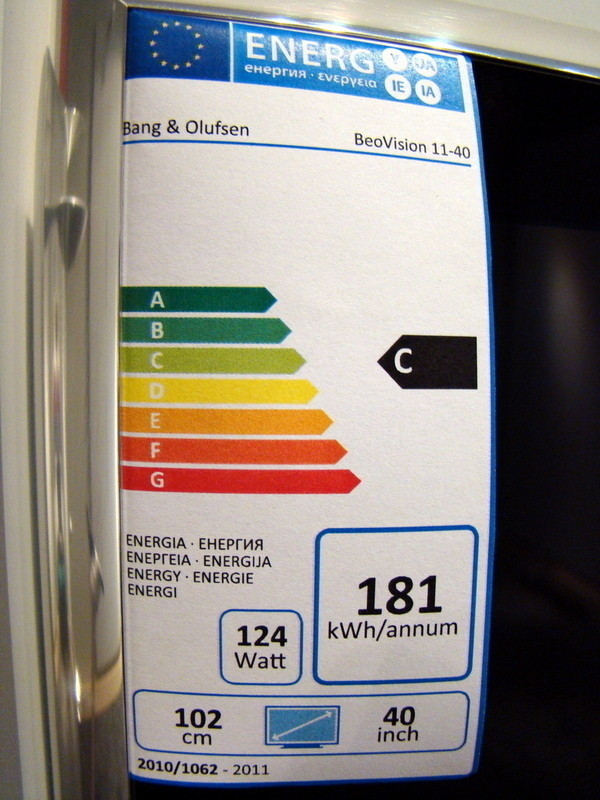 ENERG Y IJA
енергия · ενεργεια IE IA
Bang & Olufsen
BeoVision 11-40
A
B
C
C
D
E
F
G
ENERGIA · ЕНЕРГИЯ
ΕΝΕΡΓΕΙΑ · ENERGIJA
ENERGY · ENERGIE
ENERGI
181
kWh/annum
124
Watt
102
cm
40
inch
2010/1062 - 2011